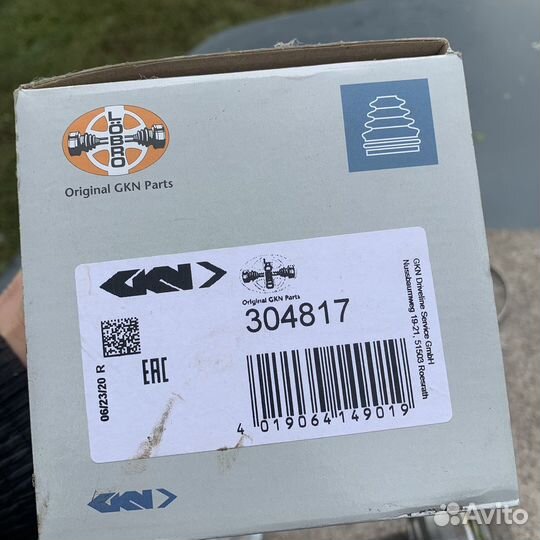 LÖBRO
Original GKN Parts
GKN
Original GKN Parts
304817
GKN Driveline Service GmbH
Nussbaumweg 19-21, 51503 Roesrath
06/23/20 R
EAC
4 019064 149019
GKN
Avito